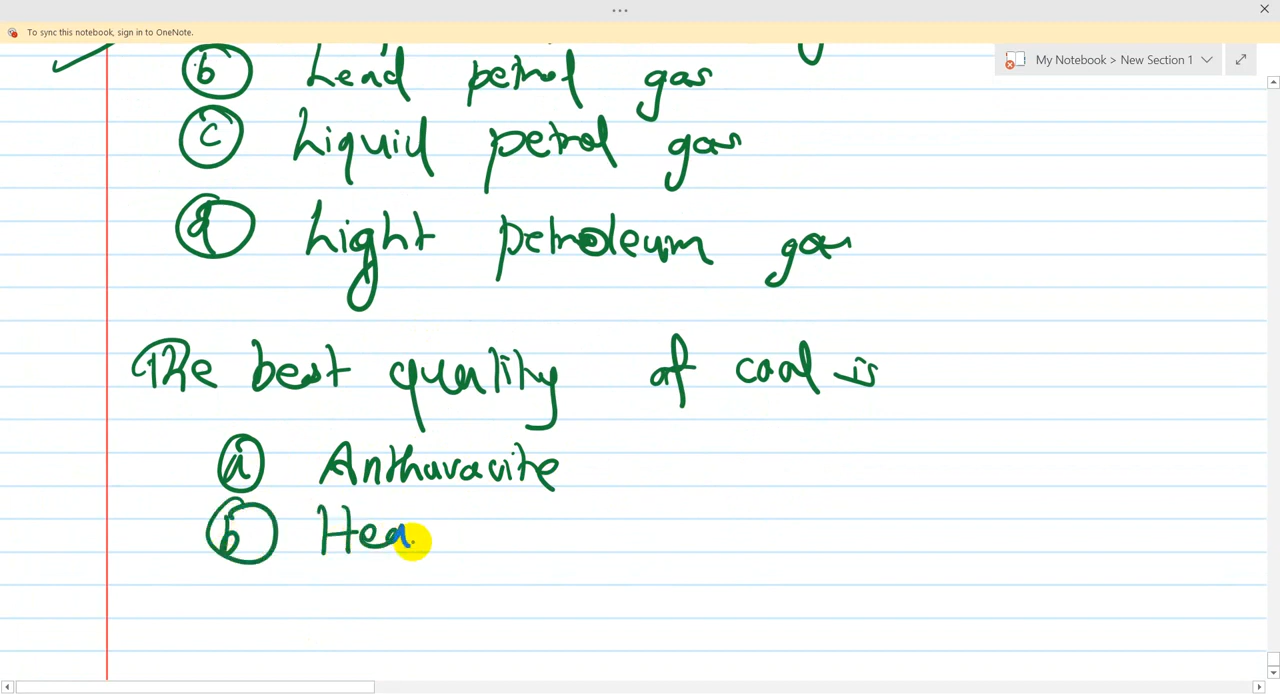 To sync this notebook, sign in to OneNote.
My Notebook > New Section 1
b Lead petrol gas
c Liquid petrol gas
d Light petroleum gas
The best quality of coal is
a Antharacite
b Hea